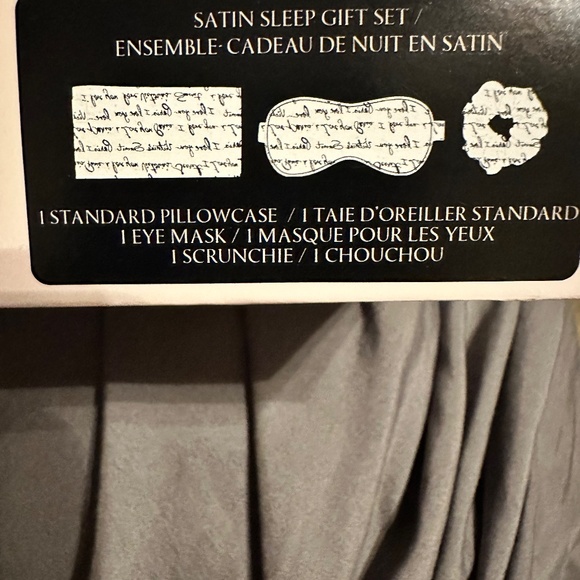 SATIN SLEEP GIFT SET /
ENSEMBLE- CADEAU DE NUIT EN SATIN
1 STANDARD PILLOWCASE / 1 TAIE D'OREILLER STANDARD
1 EYE MASK / 1 MASQUE POUR LES YEUX
1 SCRUNCHIE / 1 CHOUCHOU